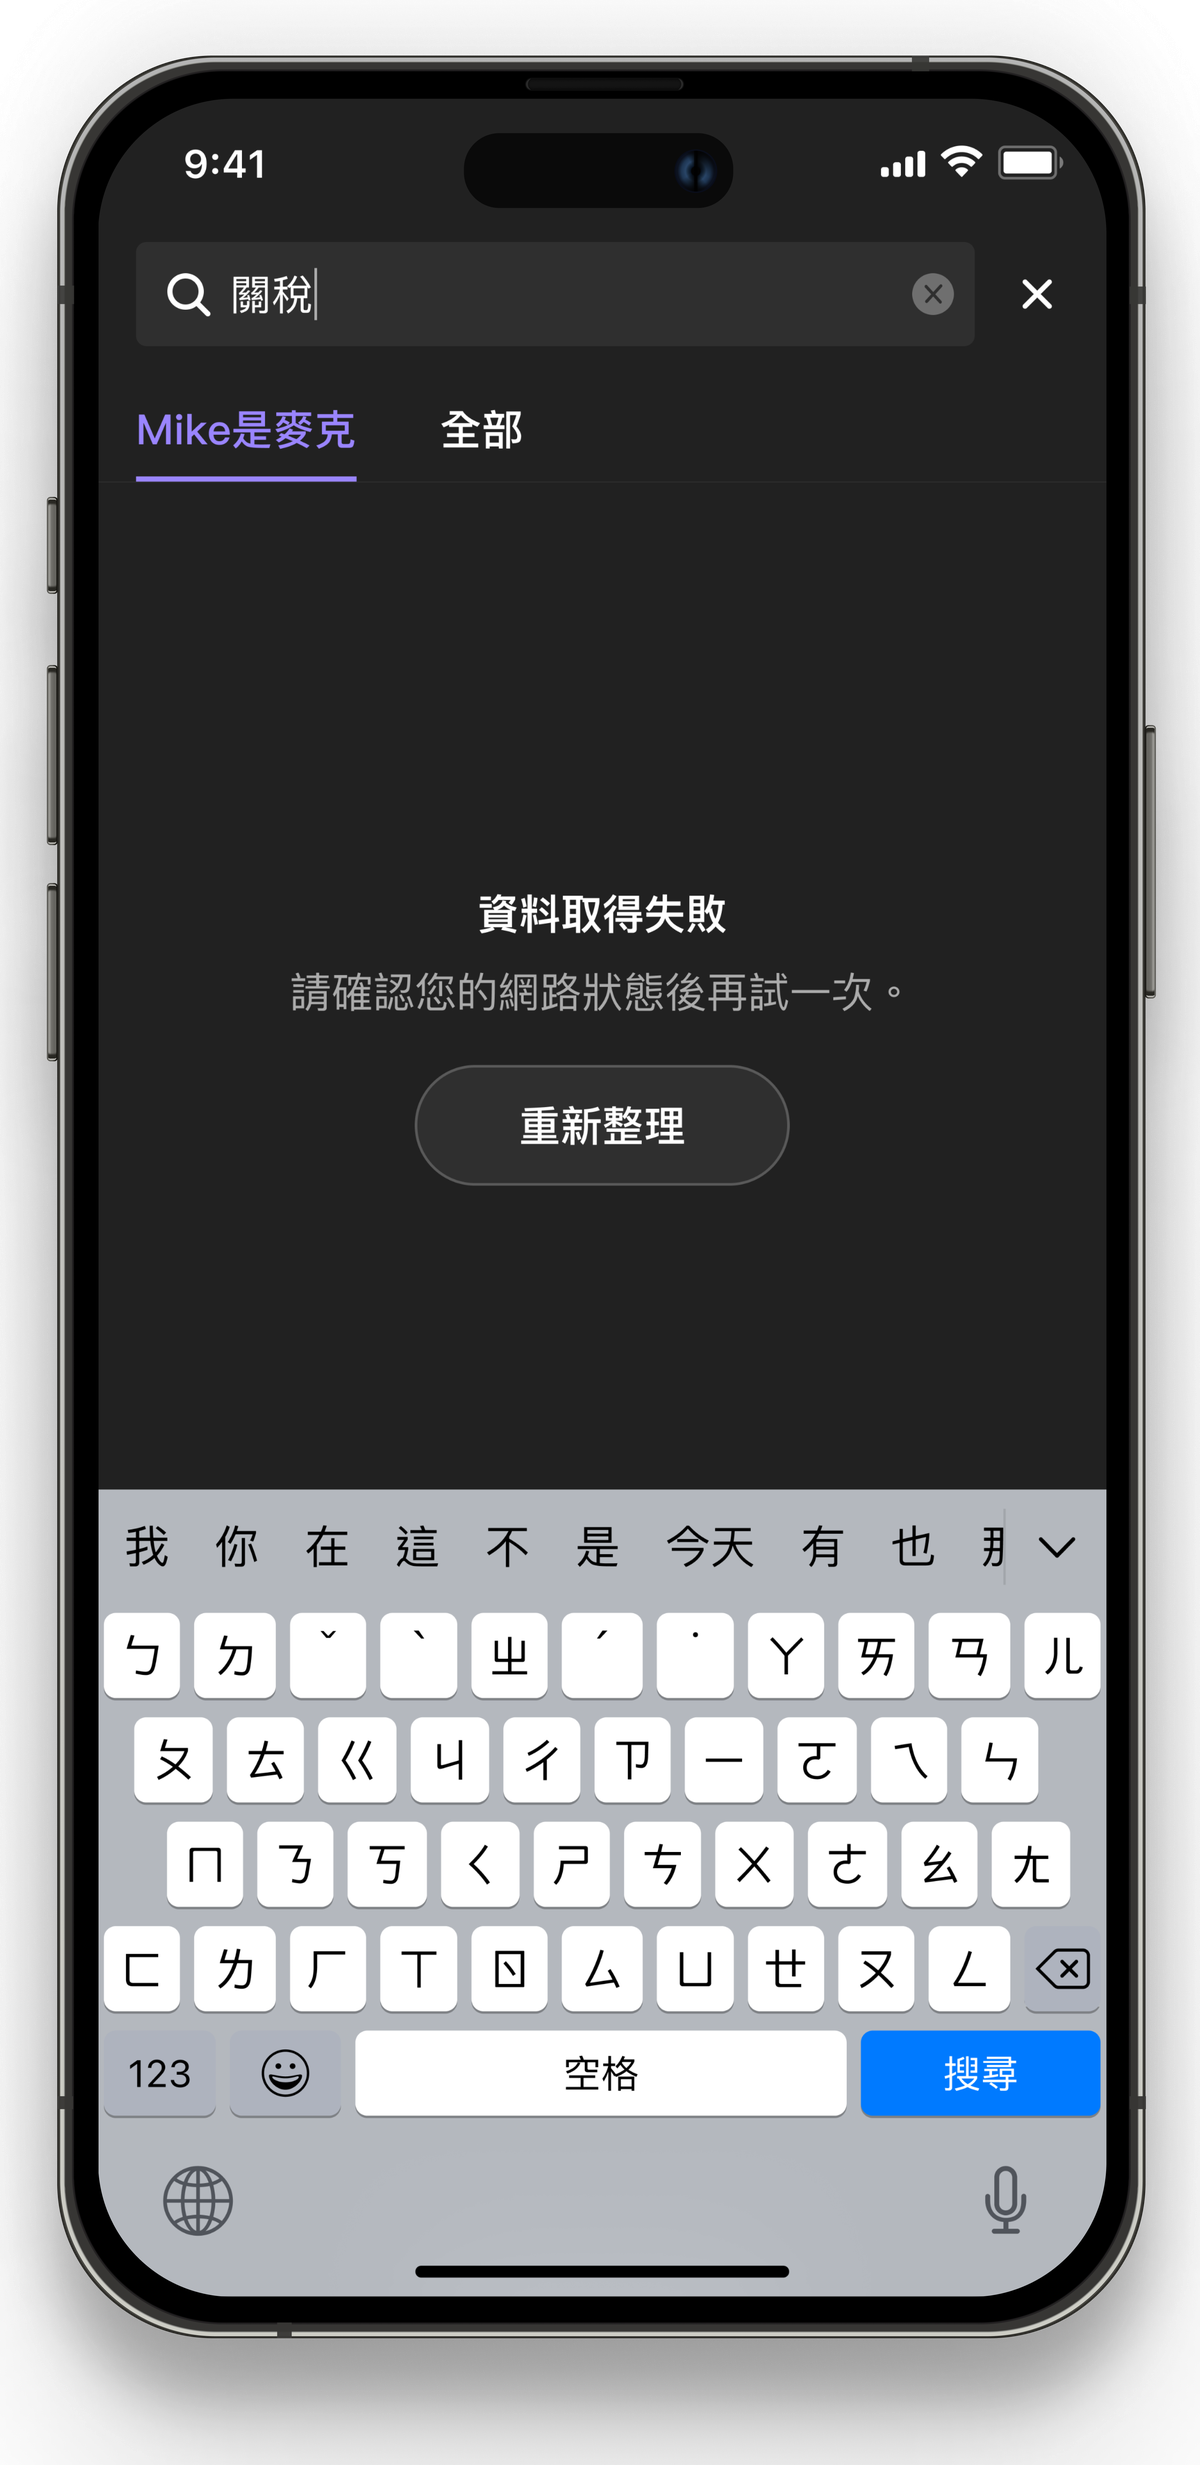 9:41
關稅
Mike是麥克 全部
資料取得失敗
請確認您的網路狀態後再試一次。
重新整理
我 你 在 這 不 是 今天 有 也
ㄅ ㄉ ˇ ˋ ㄓ ˊ ˙ ㄚ ㄞ ㄢ ㄦ
ㄆ ㄊ ㄍ ㄐ ㄔ ㄗ ㄧ ㄛ ㄟ ㄣ
ㄇ ㄋ ㄎ ㄑ ㄕ ㄘ ㄨ ㄜ ㄠ ㄤ
ㄈ ㄌ ㄏ ㄒ ㄖ ㄙ ㄩ ㄝ ㄡ ㄥ
123 空格 搜尋